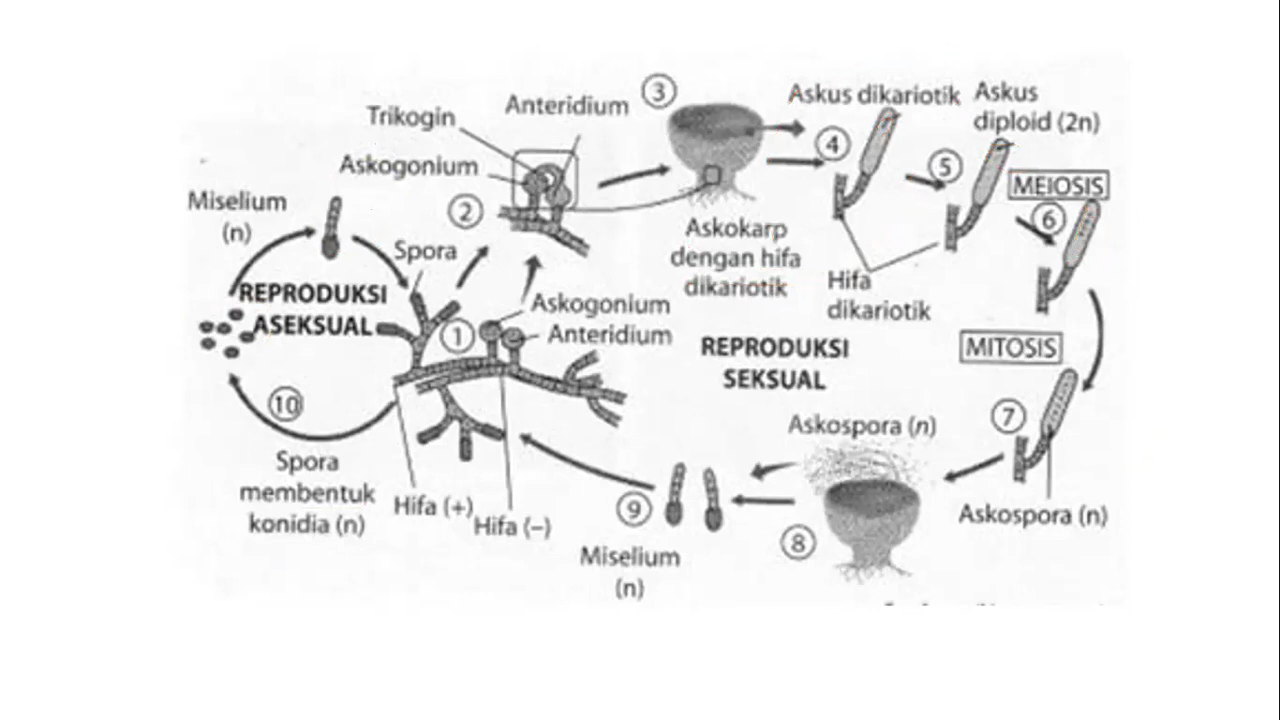 Trikogin
Anteridium
3
Askus dikariotik
Askus
diploid (2n)
Askogonium
4
5
MEIOSIS
Miselium
(n)
2
6
Spora
Askokarp
dengan hifa
dikariotik
Hifa
dikariotik
REPRODUKSI
ASEKSUAL
1
Askogonium
Anteridium
REPRODUKSI
SEKSUAL
MITOSIS
10
7
Askospora (n)
Spora
membentuk
konidia (n)
Hifa (+)
Hifa (–)
9
8
Askospora (n)
Miselium
(n)